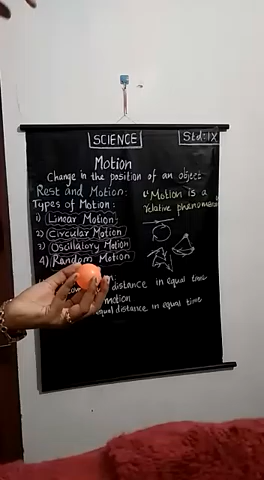 SCIENCE
Std:IX
Motion
Change in the position of an object
Rest and Motion:
"Motion is a
relative phenomenon
Types of Motion:
1) Linear Motion
2) Circular Motion
3) Oscillatory Motion
4) Random Motion
distance in equal time
motion
equal distance in equal time